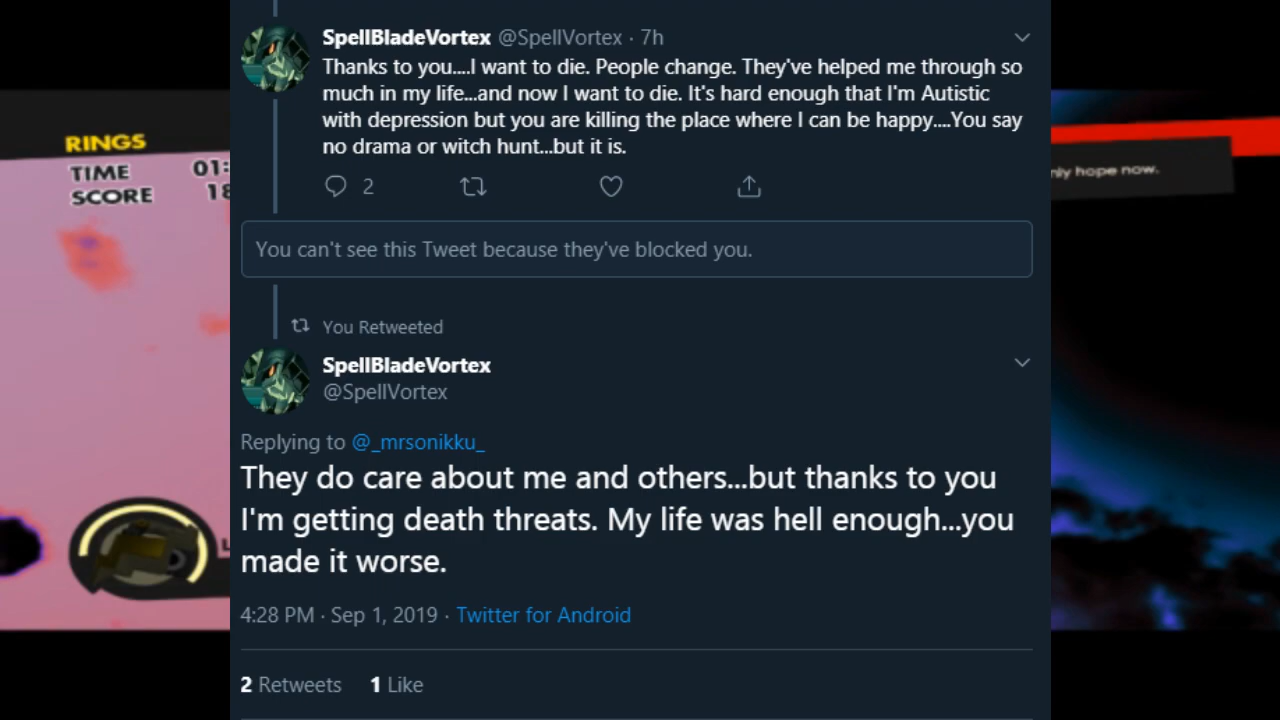 SpellBladeVortex @SpellVortex · 7h
Thanks to you....I want to die. People change. They've helped me through so
much in my life...and now I want to die. It's hard enough that I'm Autistic
with depression but you are killing the place where I can be happy....You say
no drama or witch hunt...but it is.
2
You can't see this Tweet because they've blocked you.
You Retweeted
SpellBladeVortex
@SpellVortex
Replying to @_mrsonikku_
They do care about me and others...but thanks to you
I'm getting death threats. My life was hell enough...you
made it worse.
4:28 PM · Sep 1, 2019 · Twitter for Android
2 Retweets 1 Like
RINGS
TIME 01:
SCORE 18
hope now.